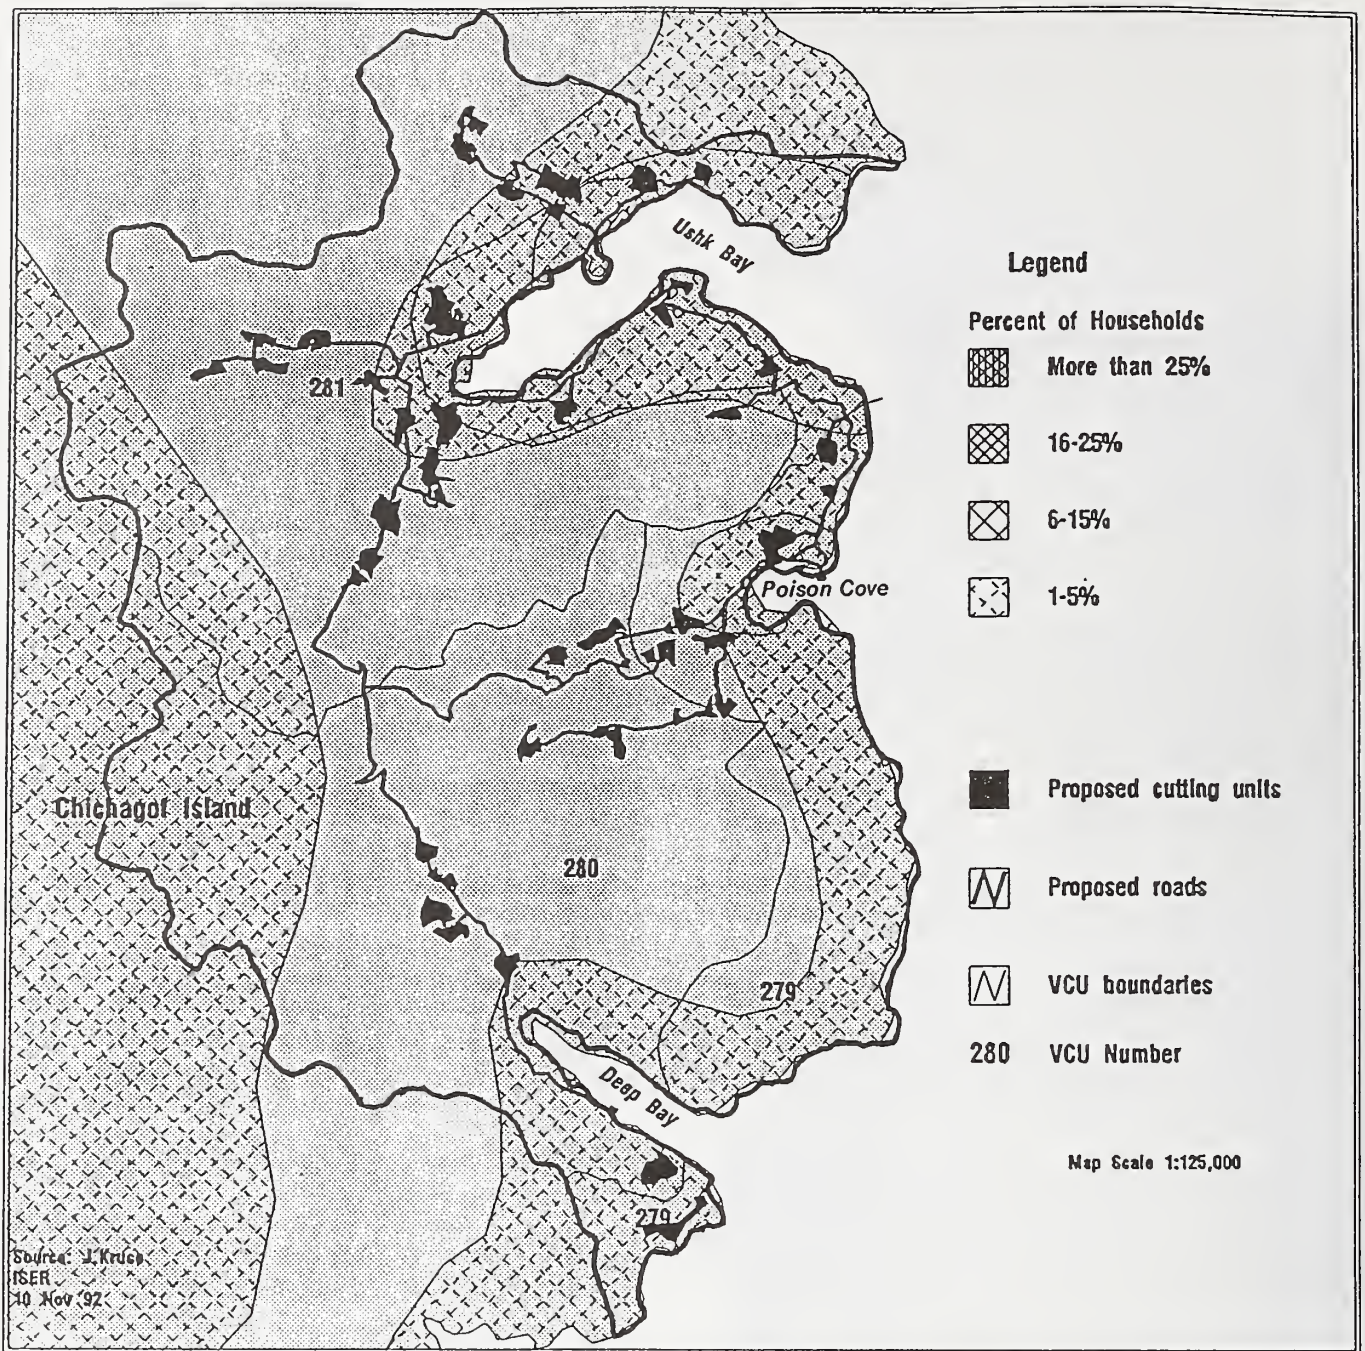 Ushk Bay
Legend
Percent of Households
More than 25%
16-25%
6-15%
1-5%
281
Poison Cove
Proposed cutting units
Chichagof Island
280
Proposed roads
279
VCU boundaries
280 VCU Number
Deep Bay
Map Scale 1:125,000
279
Source: J.Kruse
ISER
10 Nov 92